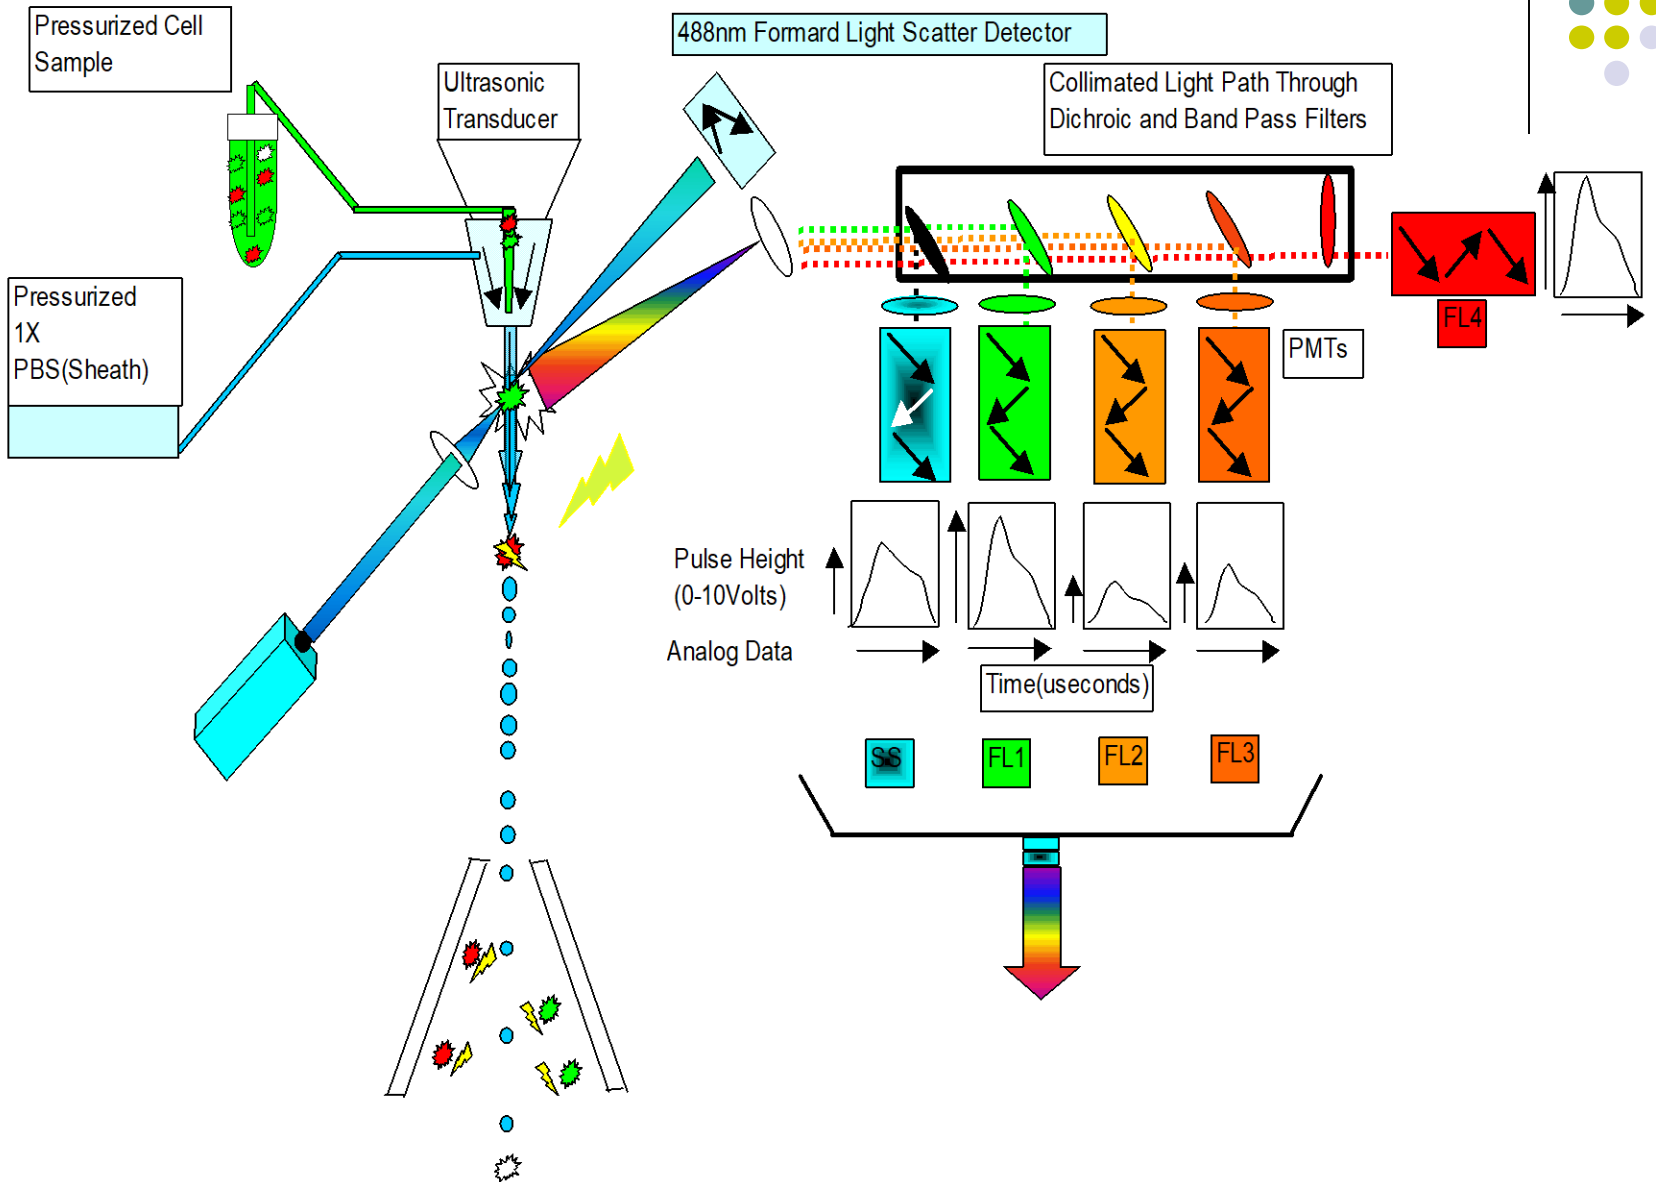 Pressurized Cell
Sample
488nm Formard Light Scatter Detector
Ultrasonic
Transducer
Collimated Light Path Through
Dichroic and Band Pass Filters
Pressurized
1X
PBS(Sheath)
FL4
PMTs
Pulse Height
(0-10Volts)
Analog Data
Time(useconds)
SS
FL1
FL2
FL3